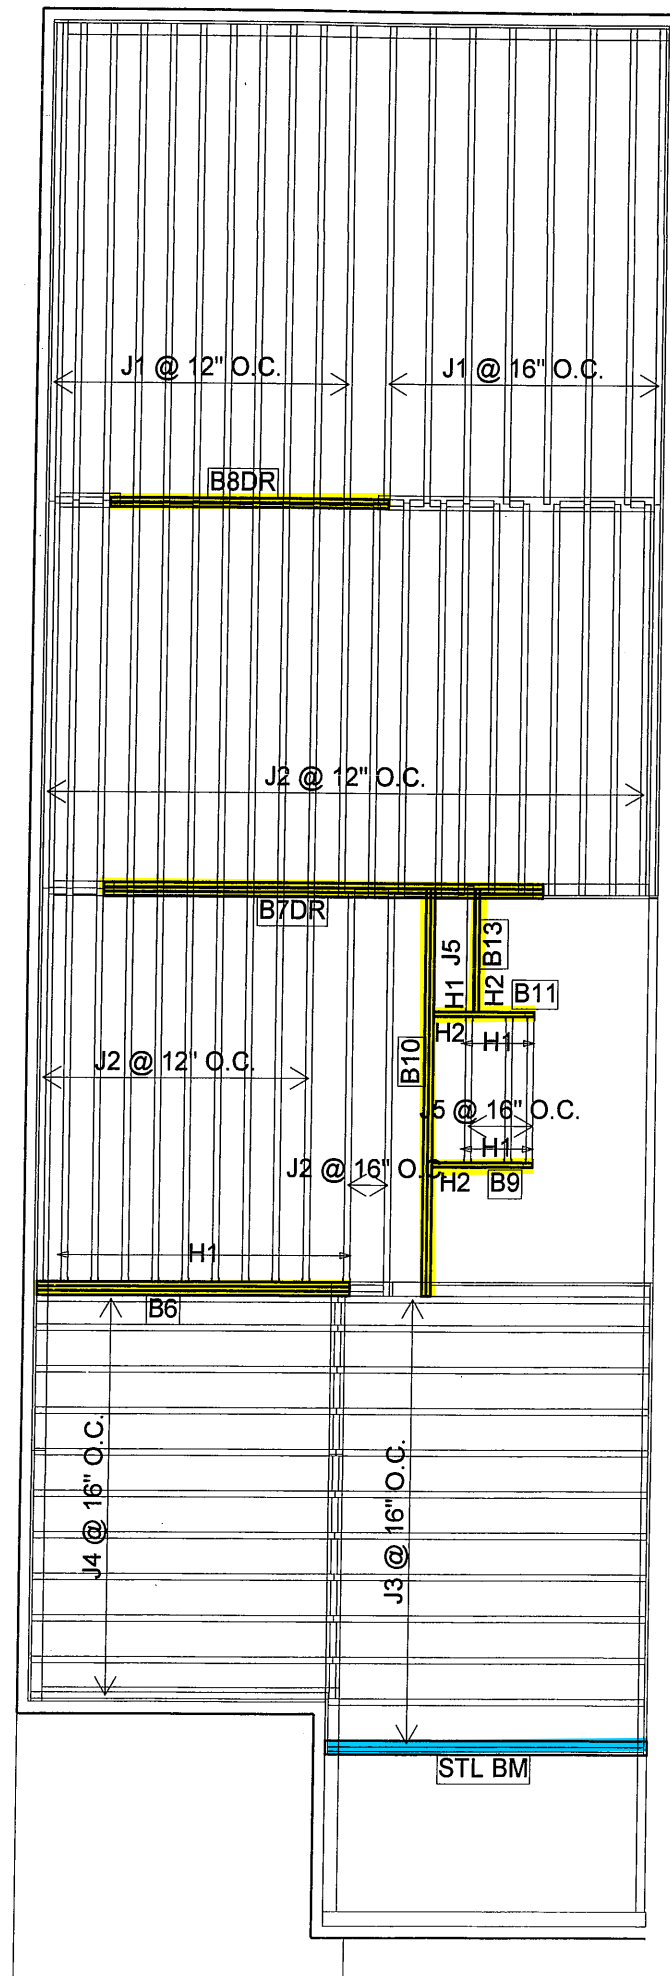 J1 @ 12" O.C.
J1 @ 16" O.C.
B8DR
J2 @ 12" O.C.
B7DR
J5
B13
H1
H2
B11
H2
H1
B10
J2 @ 12" O.C.
J5 @ 16" O.C.
H1
J2 @ 16" O.C.
H2
B9
H1
B6
J4 @ 16" O.C.
J3 @ 16" O.C.
STL BM